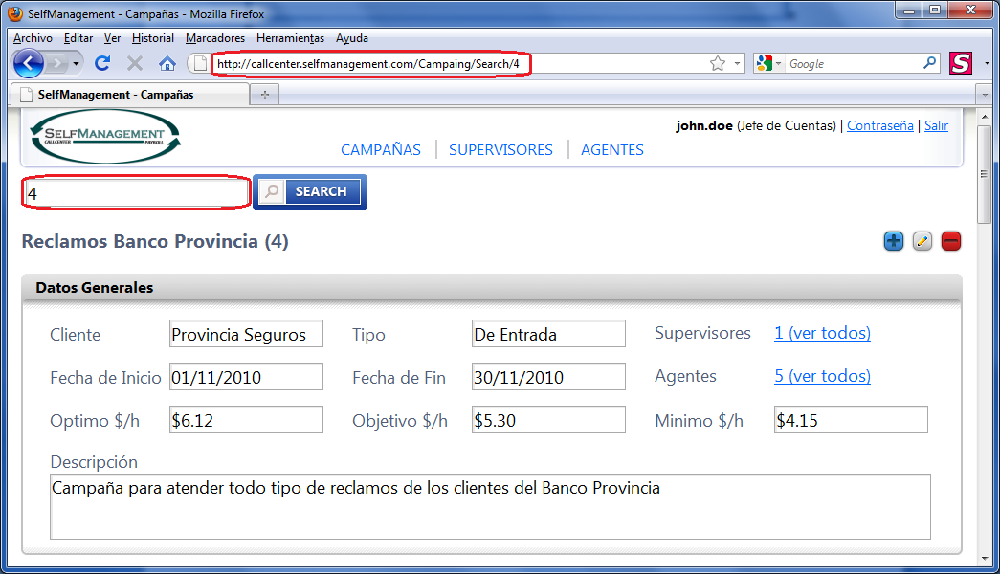 SelfManagement - Campañas - Mozilla Firefox
Archivo Editar Ver Historial Marcadores Herramientas Ayuda
http://callcenter.selfmanagement.com/Campaing/Search/4 Google S
SelfManagement - Campañas
SELFMANAGEMENT
CALLCENTER PAYROLL
john.doe (Jefe de Cuentas) | Contraseña | Salir
CAMPAÑAS SUPERVISORES AGENTES
4 SEARCH
Reclamos Banco Provincia (4)
Datos Generales
Cliente Provincia Seguros Tipo De Entrada Supervisores 1 (ver todos)
Fecha de Inicio 01/11/2010 Fecha de Fin 30/11/2010 Agentes 5 (ver todos)
Optimo $/h $6.12 Objetivo $/h $5.30 Minimo $/h $4.15
Descripción
Campaña para atender todo tipo de reclamos de los clientes del Banco Provincia